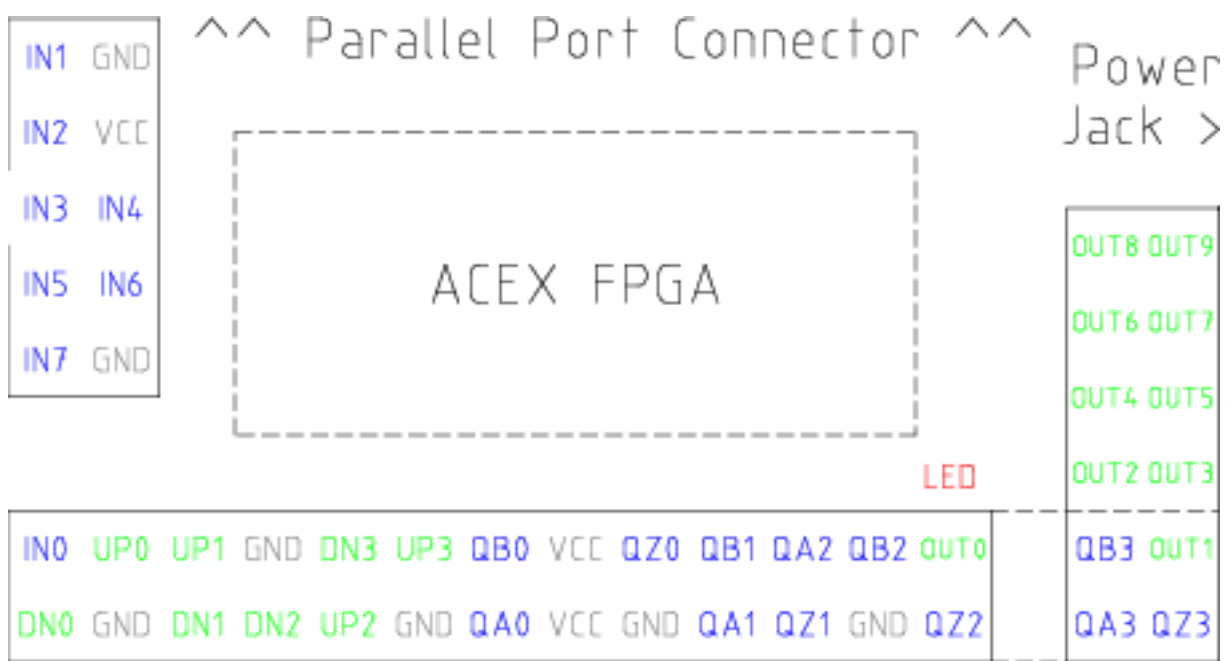 ^^ Parallel Port Connector ^^
Power
Jack >
IN1 GND
IN2 VCC
IN3 IN4
IN5 IN6
IN7 GND
ACEX FPGA
OUT8 OUT9
OUT6 OUT7
OUT4 OUT5
OUT2 OUT3
LED
IN0 UP0 UP1 GND DN3 UP3 QB0 VCC QZ0 QB1 QA2 QB2 OUT0 QB3 OUT1
DN0 GND DN1 DN2 UP2 GND QA0 VCC GND QA1 QZ1 GND QZ2 QA3 QZ3